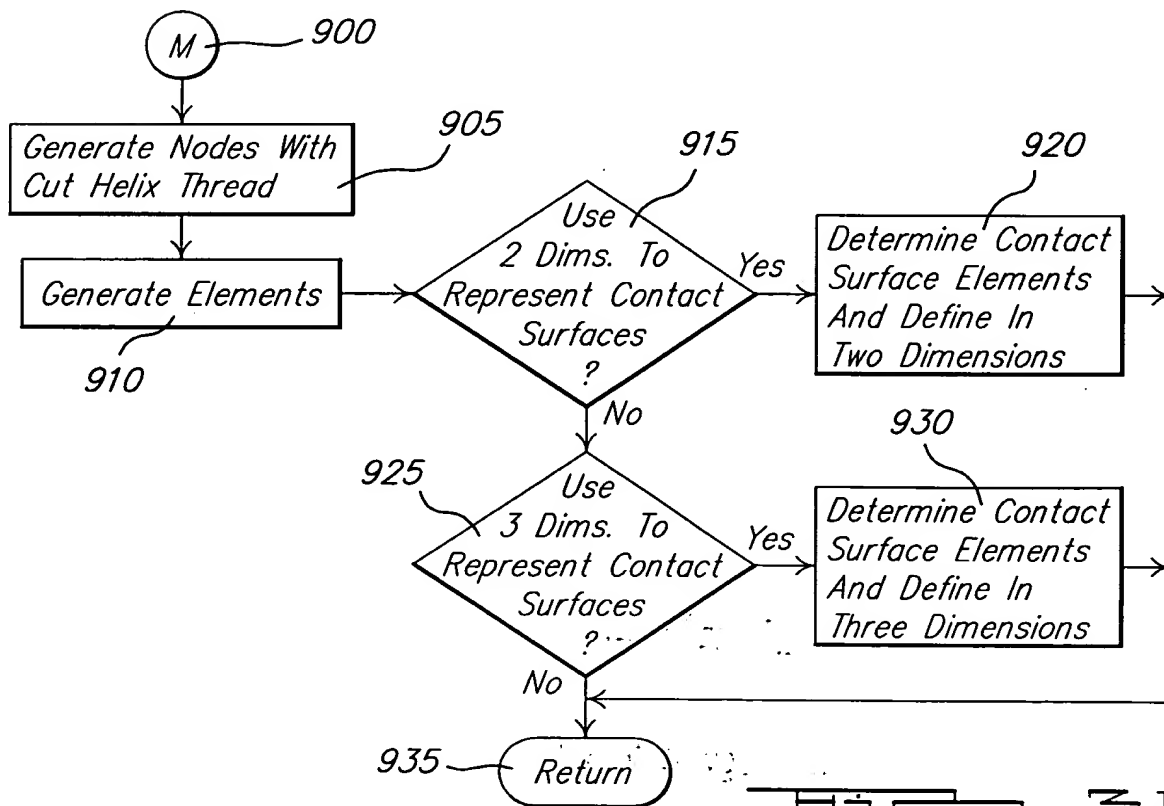 M
900
Generate Nodes With
Cut Helix Thread
905
Generate Elements
910
915
Use
2 Dims. To
Represent Contact
Surfaces
?
Yes
No
920
Determine Contact
Surface Elements
And Define In
Two Dimensions
925
Use
3 Dims. To
Represent Contact
Surfaces
?
Yes
No
930
Determine Contact
Surface Elements
And Define In
Three Dimensions
935
Return